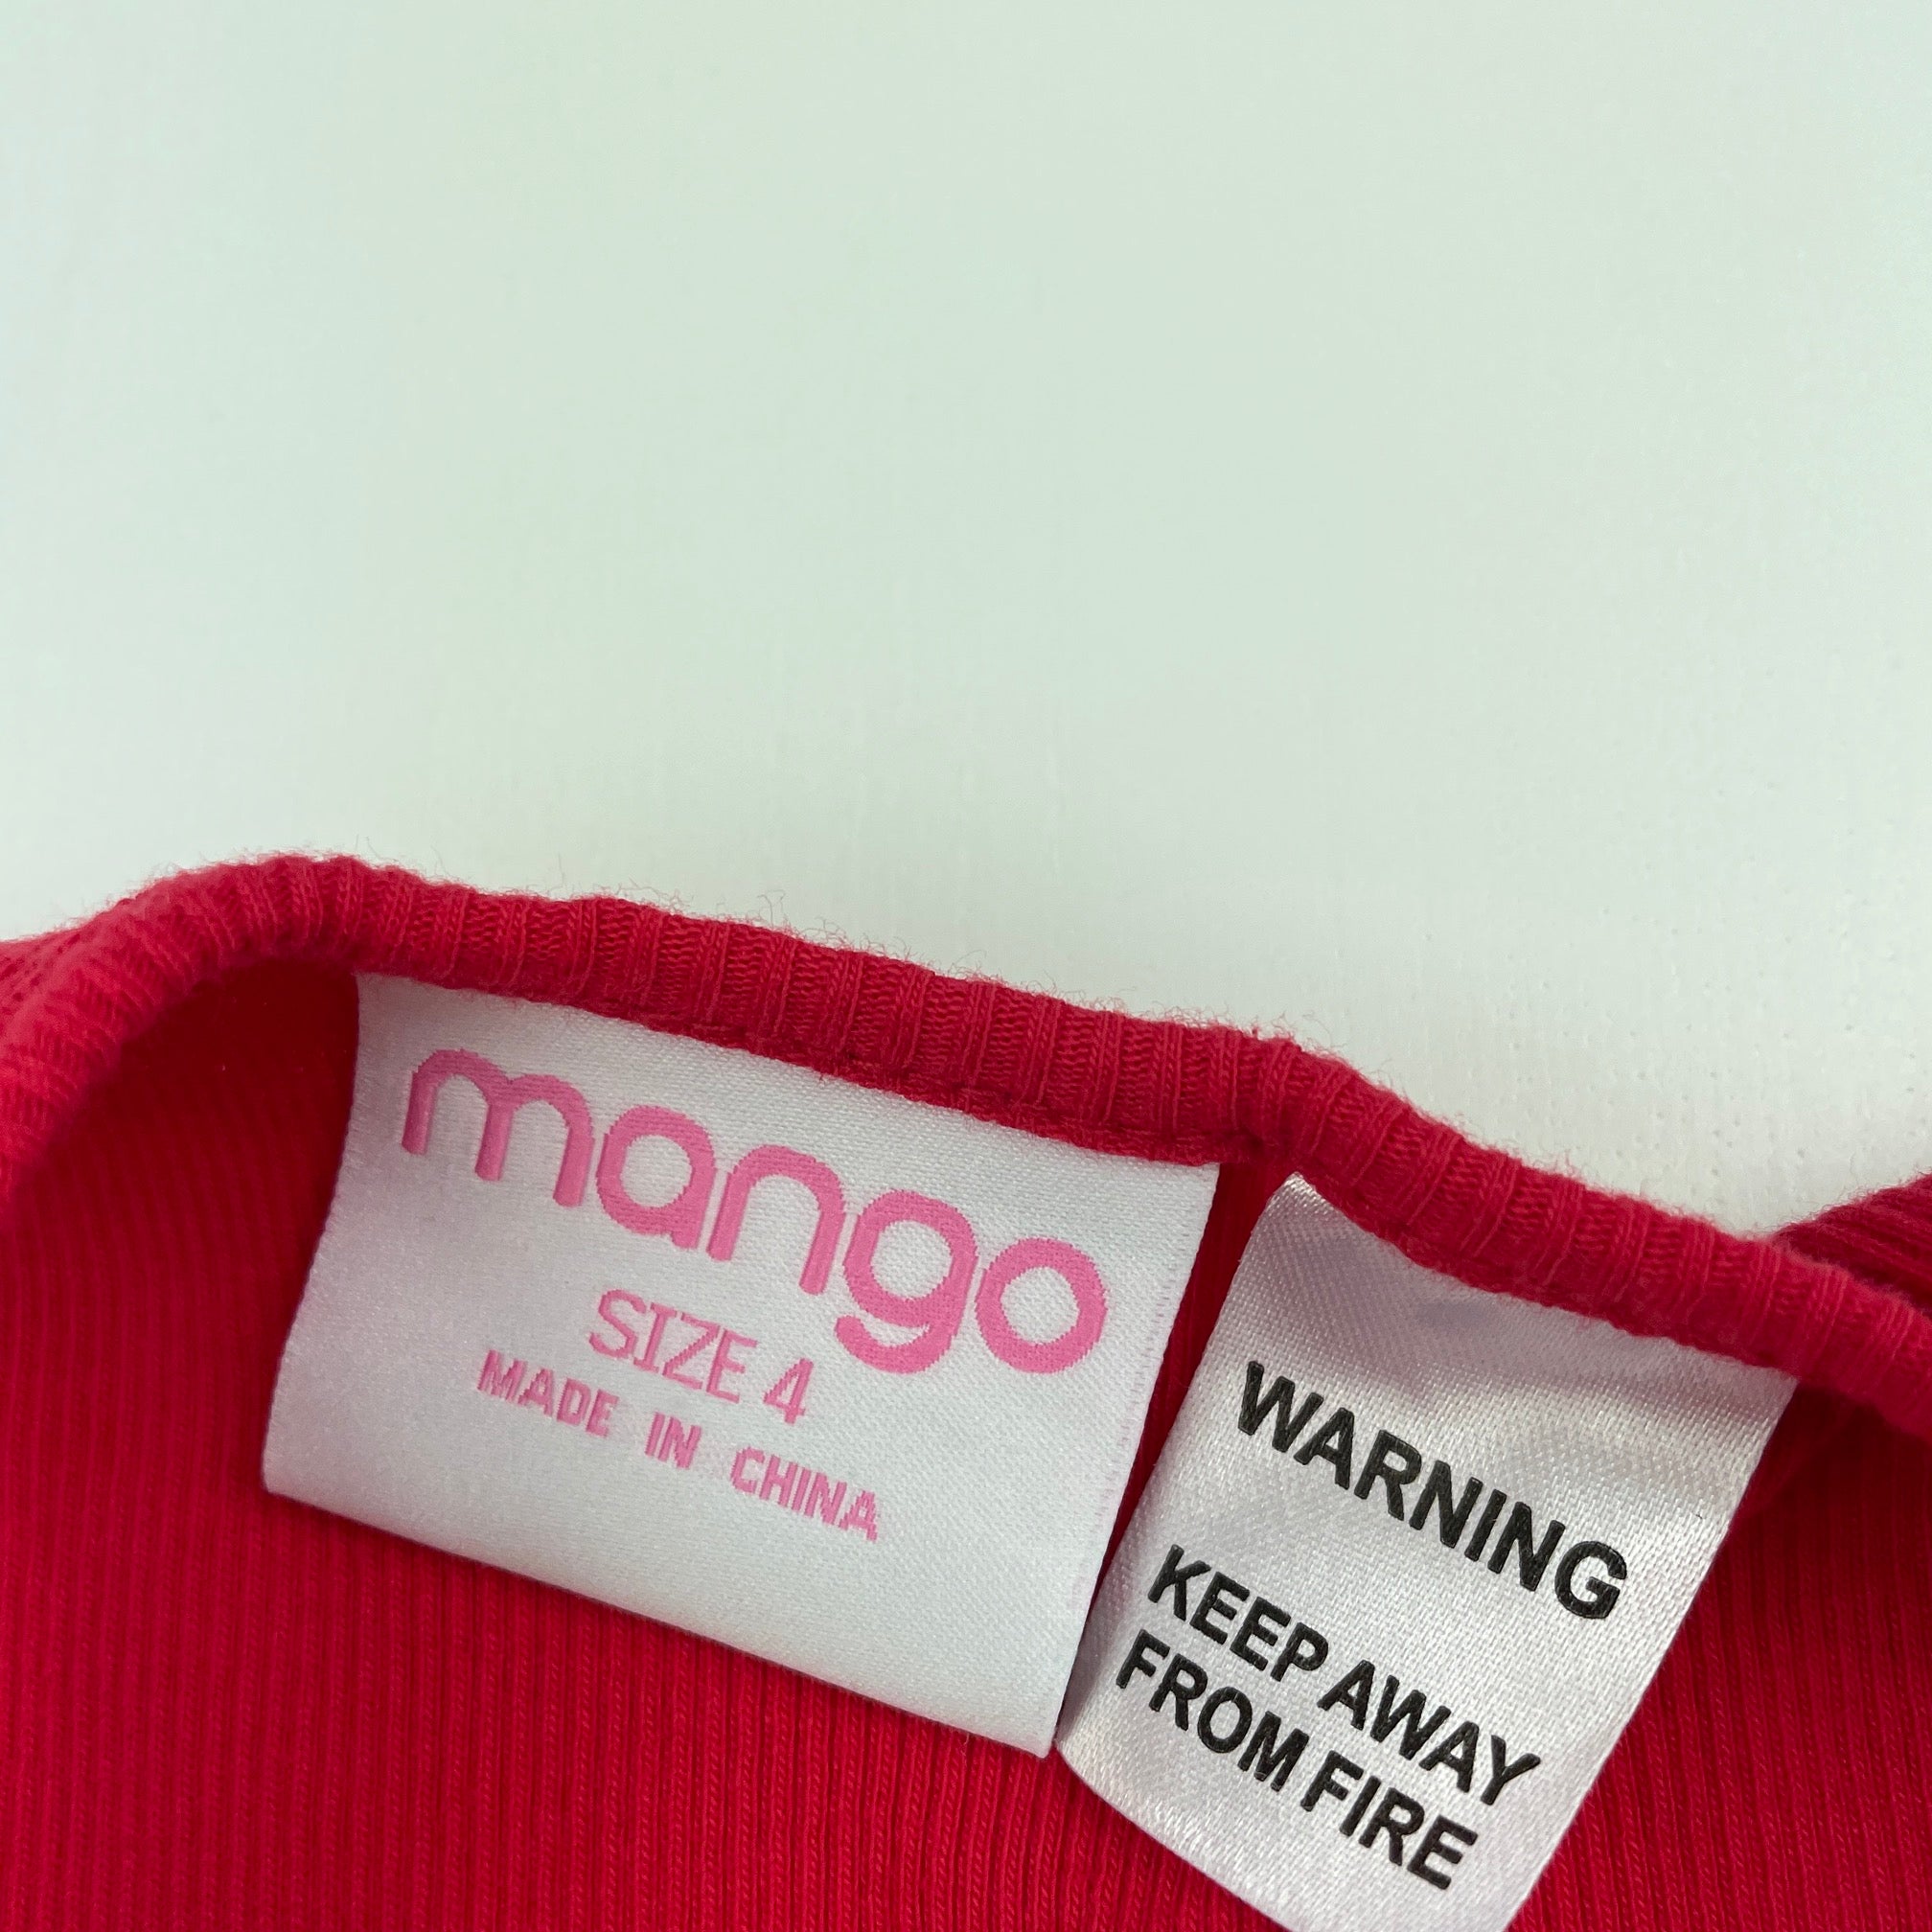 mango
SIZE 4
MADE IN CHINA
WARNING
KEEP AWAY
FROM FIRE